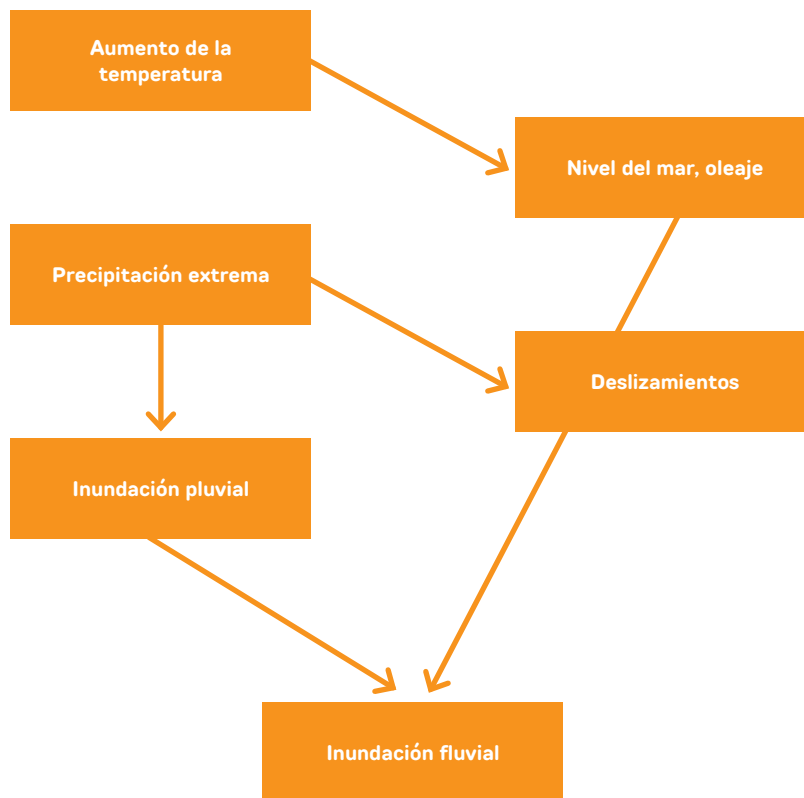 Aumento de la
temperatura
Nivel del mar, oleaje
Precipitación extrema
Deslizamientos
Inundación pluvial
Inundación fluvial